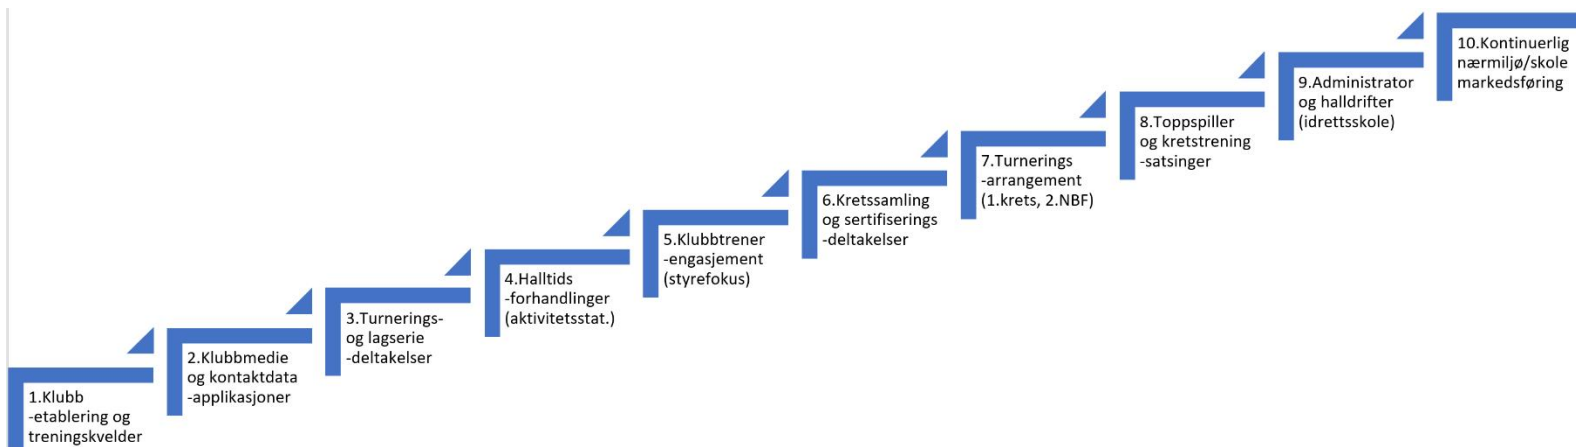 1.Klubb
-etablering og
treningskvelder
2.Klubbmedie
og kontaktdata
-applikasjoner
3.Turnerings-
og lagserie
-deltakelser
4.Halltids
-forhandlinger
(aktivitetsstat.)
5.Klubbtrener
-engasjement
(styrefokus)
6.Kretssamling
og sertifiserings
-deltakelser
7.Turnerings
-arrangement
(1.krets, 2.NBF)
8.Toppspiller
og kretstrening
-satsinger
9.Administrator
og halldrifter
(idrettsskole)
10.Kontinuerlig
nærmiljø/skole
markedsføring